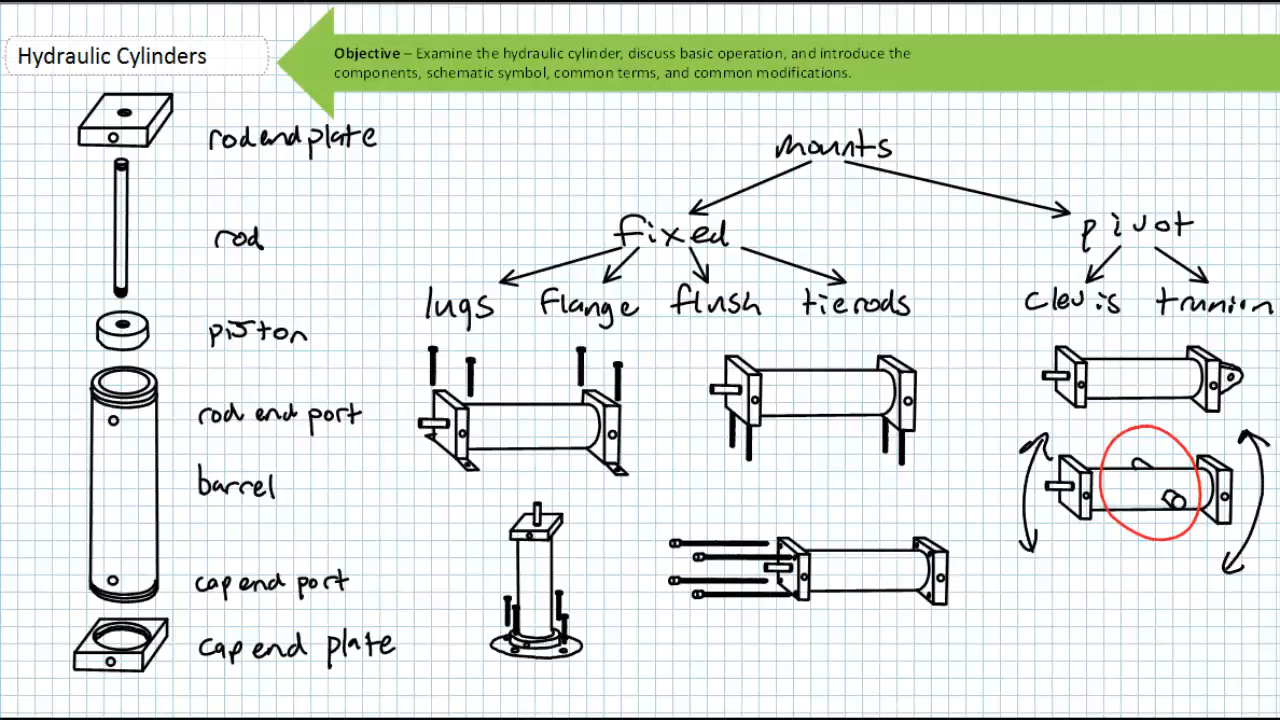 Hydraulic Cylinders
Objective – Examine the hydraulic cylinder, discuss basic operation, and introduce the
components, schematic symbol, common terms, and common modifications.
rod end plate
rod
piston
rod end port
barrel
cap end port
cap end plate
mounts
fixed
pivot
lugs
flange
flush
tierods
clevis
trunion